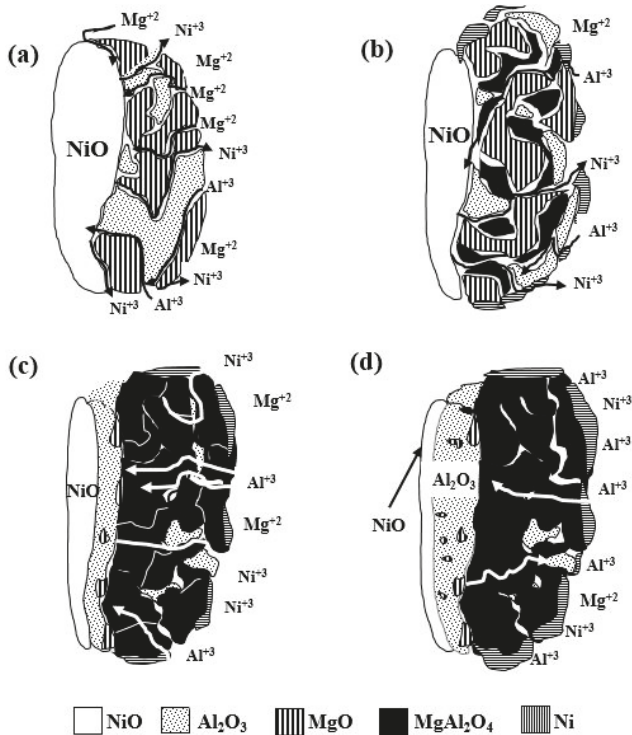 (a)
Mg⁺²
Ni⁺³
Mg⁺²
Mg⁺²
Mg⁺²
NiO
Ni⁺³
Al⁺³
Mg⁺²
Ni⁺³
Ni⁺³
Al⁺³
(b)
Mg⁺²
Al⁺³
NiO
Ni⁺³
Al⁺³
Ni⁺³
(c)
Ni⁺³
Mg⁺²
NiO
Al⁺³
Mg⁺²
Ni⁺³
Ni⁺³
Al⁺³
(d)
Al⁺³
Ni⁺³
Al⁺³
Al₂O₃
Al⁺³
NiO
Al⁺³
Mg⁺²
Ni⁺³
Al⁺³
NiO Al₂O₃ MgO MgAl₂O₄ Ni